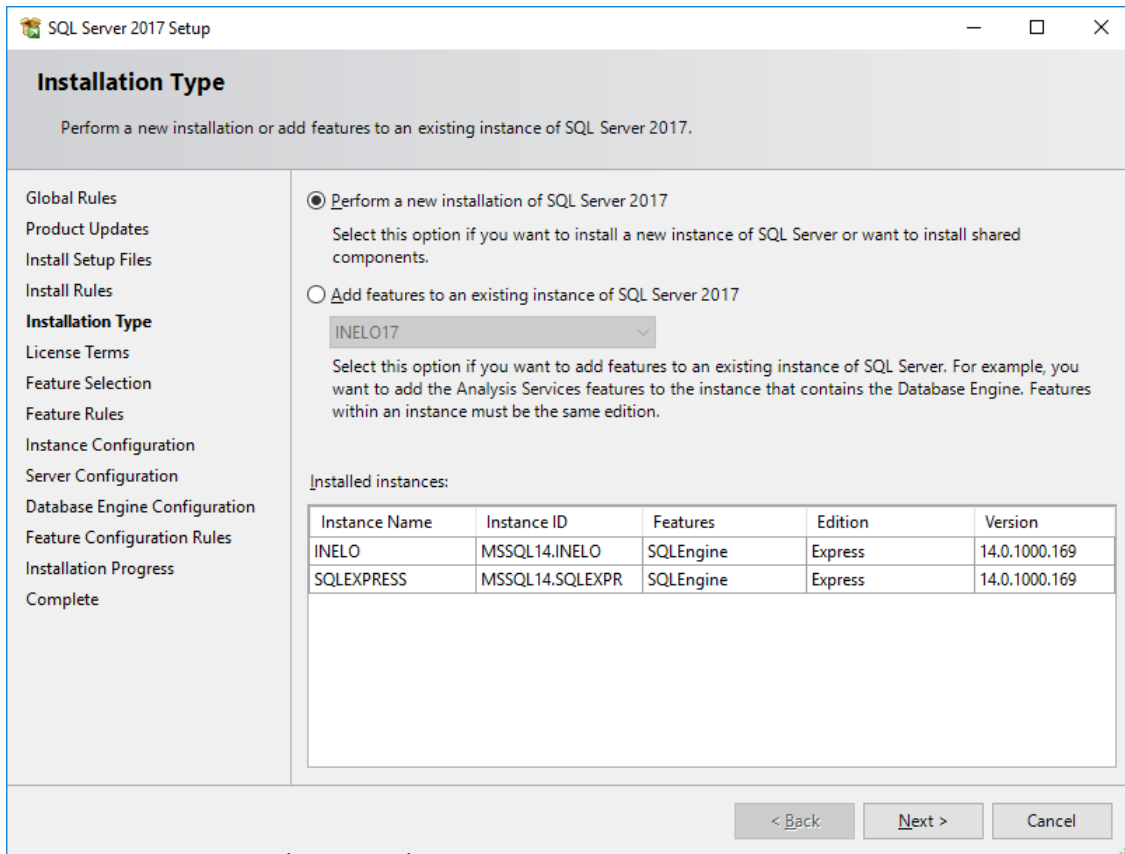 SQL Server 2017 Setup
Installation Type
Perform a new installation or add features to an existing instance of SQL Server 2017.
Global Rules
Product Updates
Install Setup Files
Install Rules
Installation Type
License Terms
Feature Selection
Feature Rules
Instance Configuration
Server Configuration
Database Engine Configuration
Feature Configuration Rules
Installation Progress
Complete
Perform a new installation of SQL Server 2017
Select this option if you want to install a new instance of SQL Server or want to install shared
components.
Add features to an existing instance of SQL Server 2017
INELO17
Select this option if you want to add features to an existing instance of SQL Server. For example, you
want to add the Analysis Services features to the instance that contains the Database Engine. Features
within an instance must be the same edition.
Installed instances:
Instance Name Instance ID Features Edition Version
INELO MSSQL14.INELO SQLEngine Express 14.0.1000.169
SQLEXPRESS MSSQL14.SQLEXPR SQLEngine Express 14.0.1000.169
< Back Next > Cancel